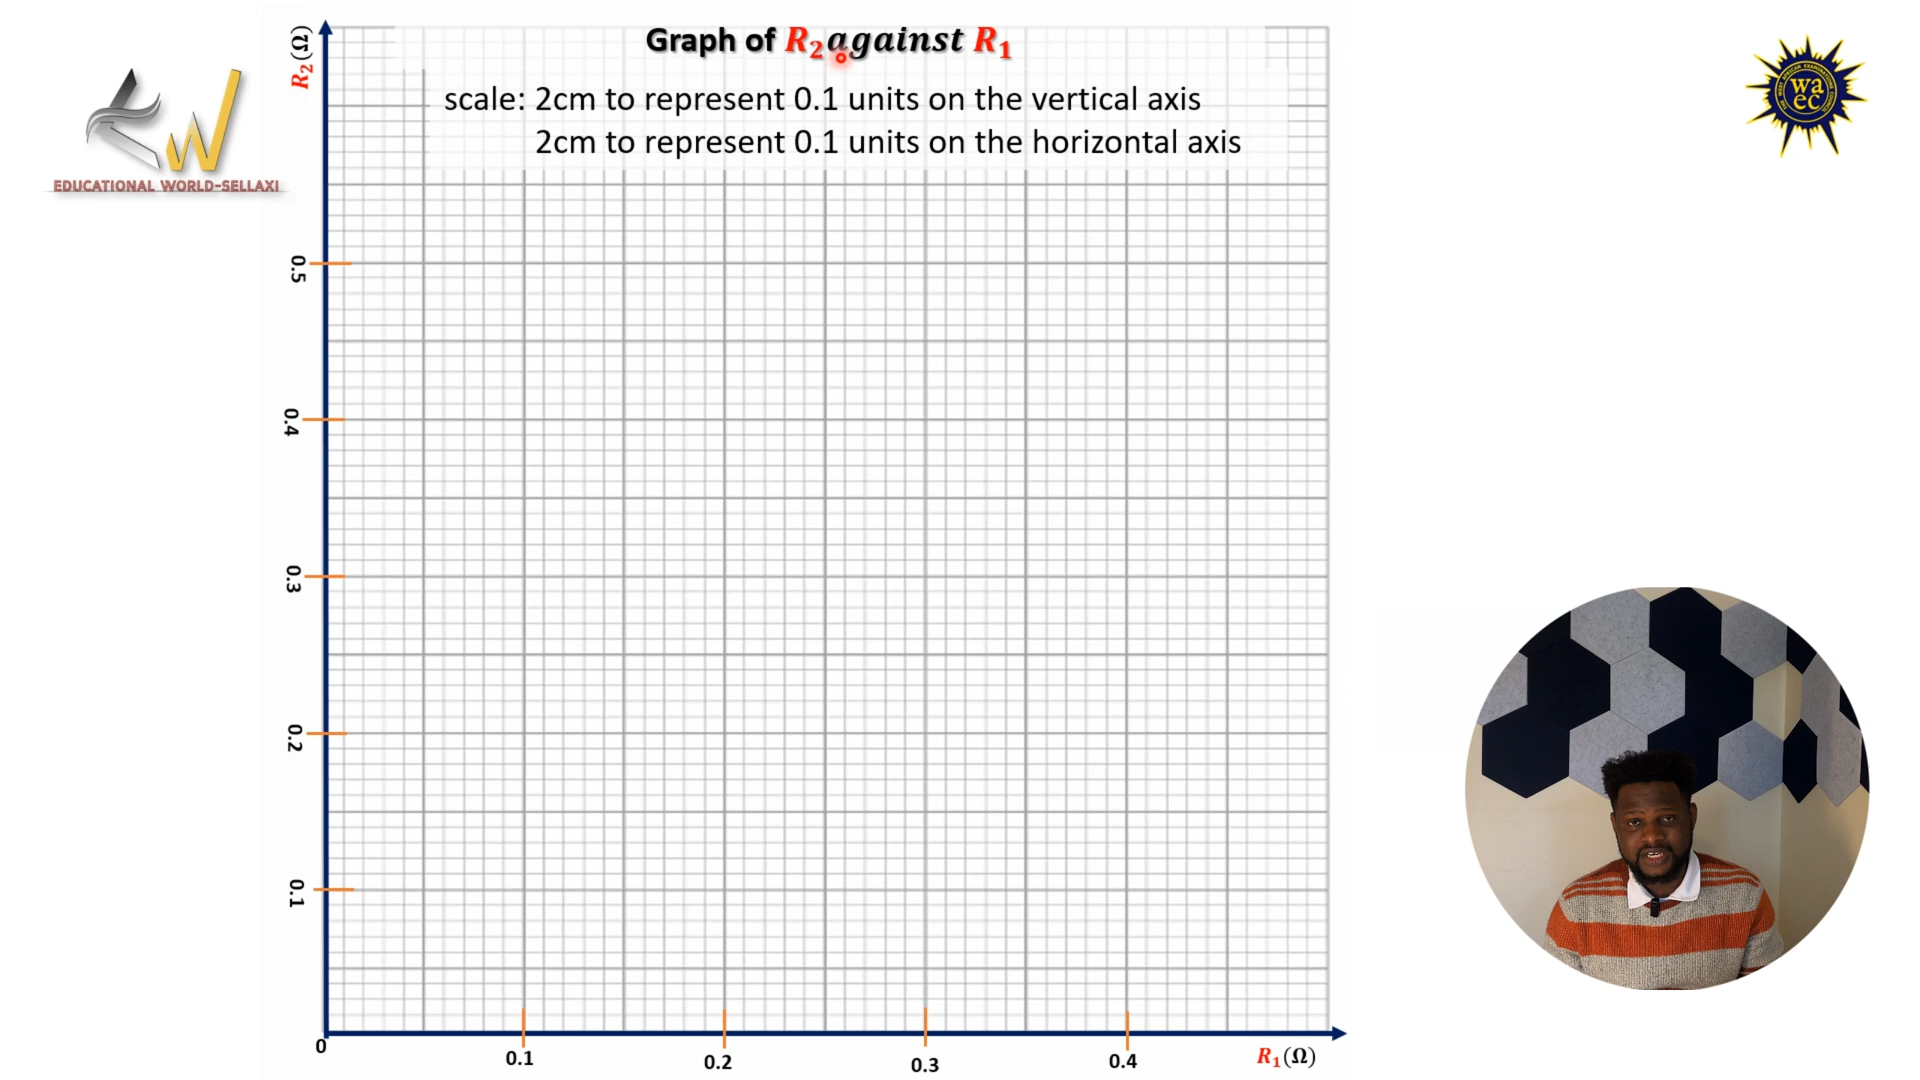 Graph of R₂ against R₁
scale: 2cm to represent 0.1 units on the vertical axis
2cm to represent 0.1 units on the horizontal axis
R₂(Ω)
EDUCATIONAL WORLD-SELLAXI
wa
ec
0.5
0.4
0.3
0.2
0.1
0
0.1
0.2
0.3
0.4
R₁(Ω)